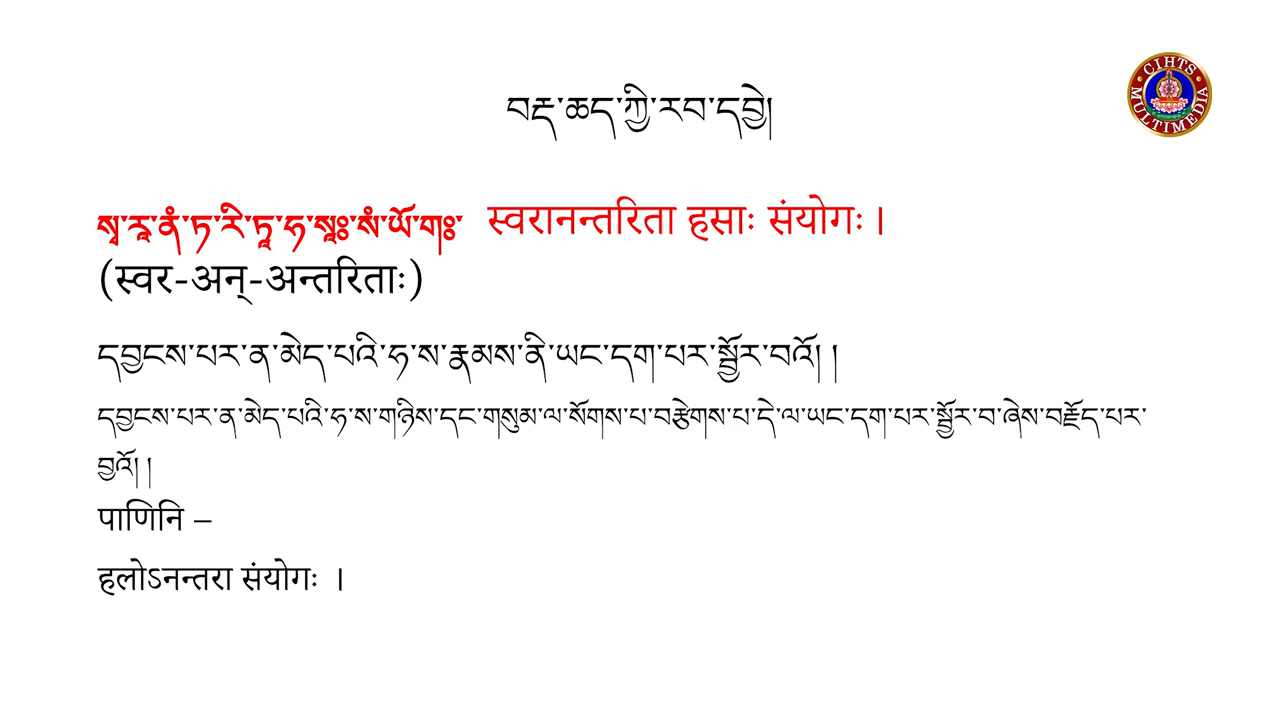 བརྡ་ཆད་ཀྱི་རབ་དབྱེ།
CIHTS MULTIMEDIA
སྭ་རཱ་ནཾ་ཏ་རི་ཏཱ་ཧ་སཱཿ་སཾ་ཡོ་གཿ་ स्वरानन्तरिता हसाः संयोगः ।
(स्वर-अन्-अन्तरिताः)
དབྱངས་པར་ན་མེད་པའི་ཧ་ས་རྣམས་ནི་ཡང་དག་པར་སྦྱོར་བའོ། །
དབྱངས་པར་ན་མེད་པའི་ཧ་ས་གཉིས་དང་གསུམ་ལ་སོགས་པ་བརྩེགས་པ་དེ་ལ་ཡང་དག་པར་སྦྱོར་བ་ཞེས་བརྗོད་པར་
བྱའོ། །
पाणिनि –
हलोऽनन्तरा संयोगः ।